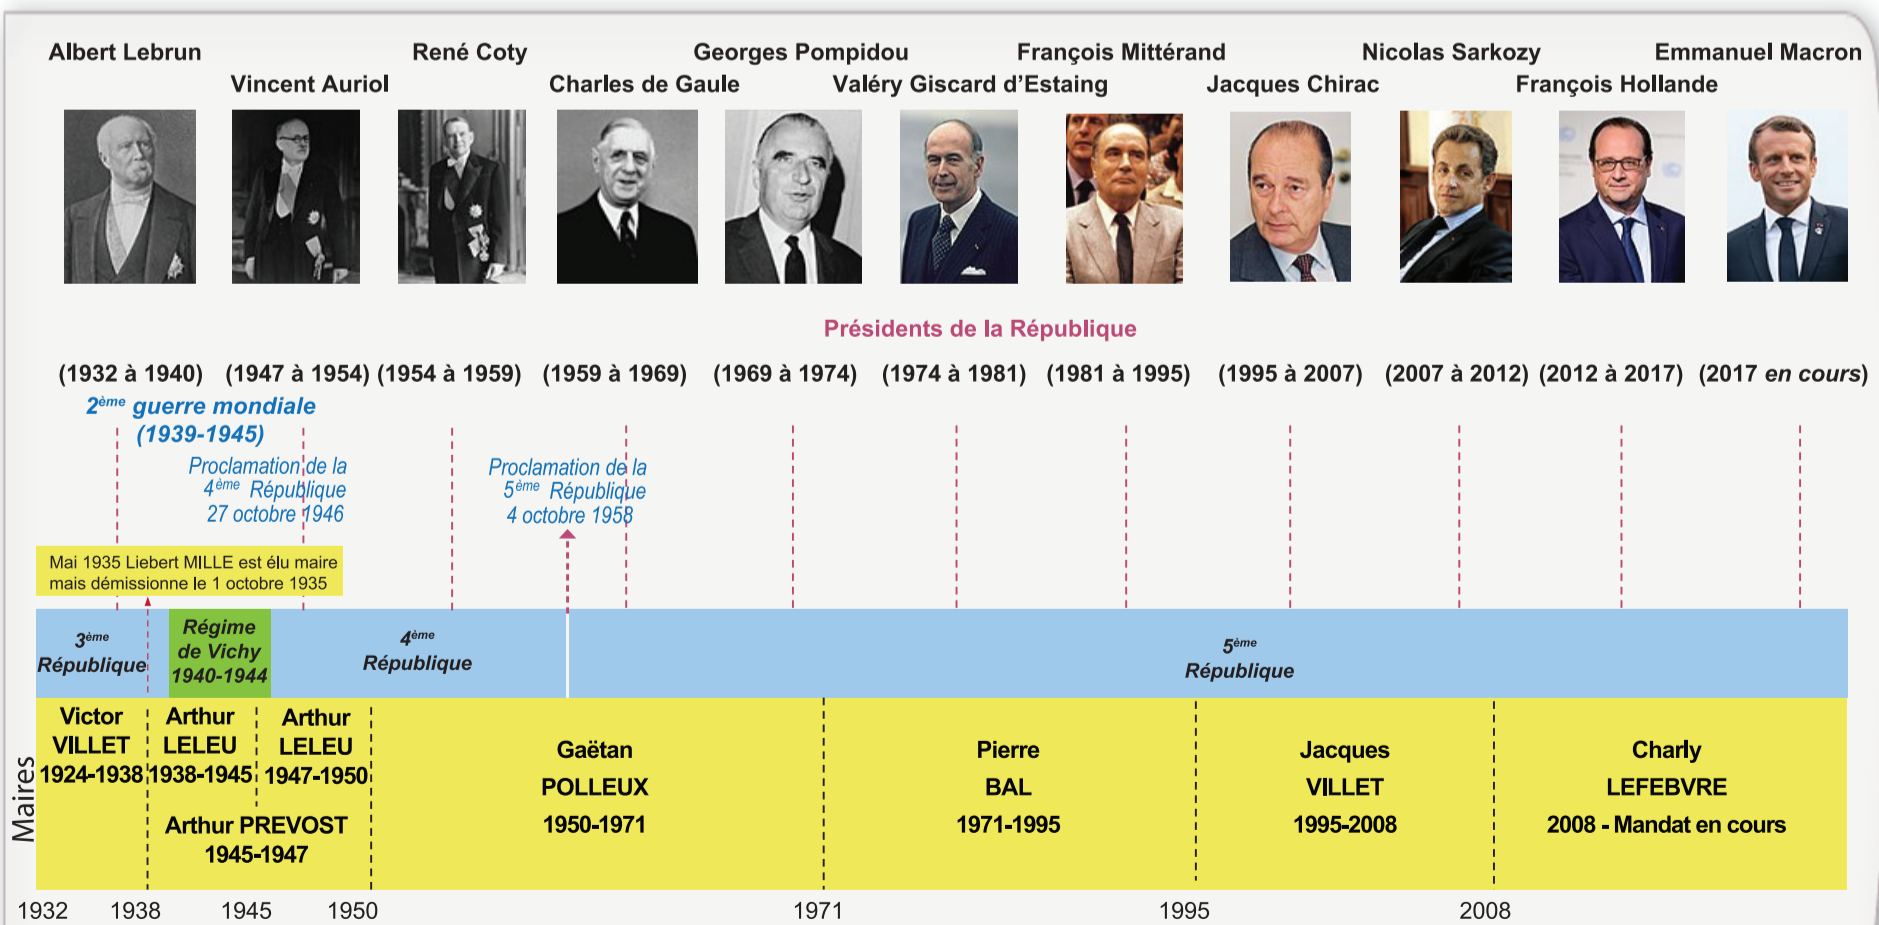 Albert Lebrun
Vincent Auriol
René Coty
Charles de Gaule
Georges Pompidou
Valéry Giscard d'Estaing
François Mittérand
Jacques Chirac
Nicolas Sarkozy
François Hollande
Emmanuel Macron
Présidents de la République
(1932 à 1940)
(1947 à 1954)
(1954 à 1959)
(1959 à 1969)
(1969 à 1974)
(1974 à 1981)
(1981 à 1995)
(1995 à 2007)
(2007 à 2012)
(2012 à 2017)
(2017 en cours)
2ème guerre mondiale
(1939-1945)
Proclamation de la
4ème République
27 octobre 1946
Proclamation de la
5ème République
4 octobre 1958
Mai 1935 Liebert MILLE est élu maire
mais démissionne le 1 octobre 1935
3ème
République
Régime
de Vichy
1940-1944
4ème
République
5ème
République
Maires
Victor
VILLET
1924-1938
Arthur
LELEU
1938-1945
Arthur
LELEU
1947-1950
Arthur PREVOST
1945-1947
Gaëtan
POLLEUX
1950-1971
Pierre
BAL
1971-1995
Jacques
VILLET
1995-2008
Charly
LEFEBVRE
2008 - Mandat en cours
1932
1938
1945
1950
1971
1995
2008